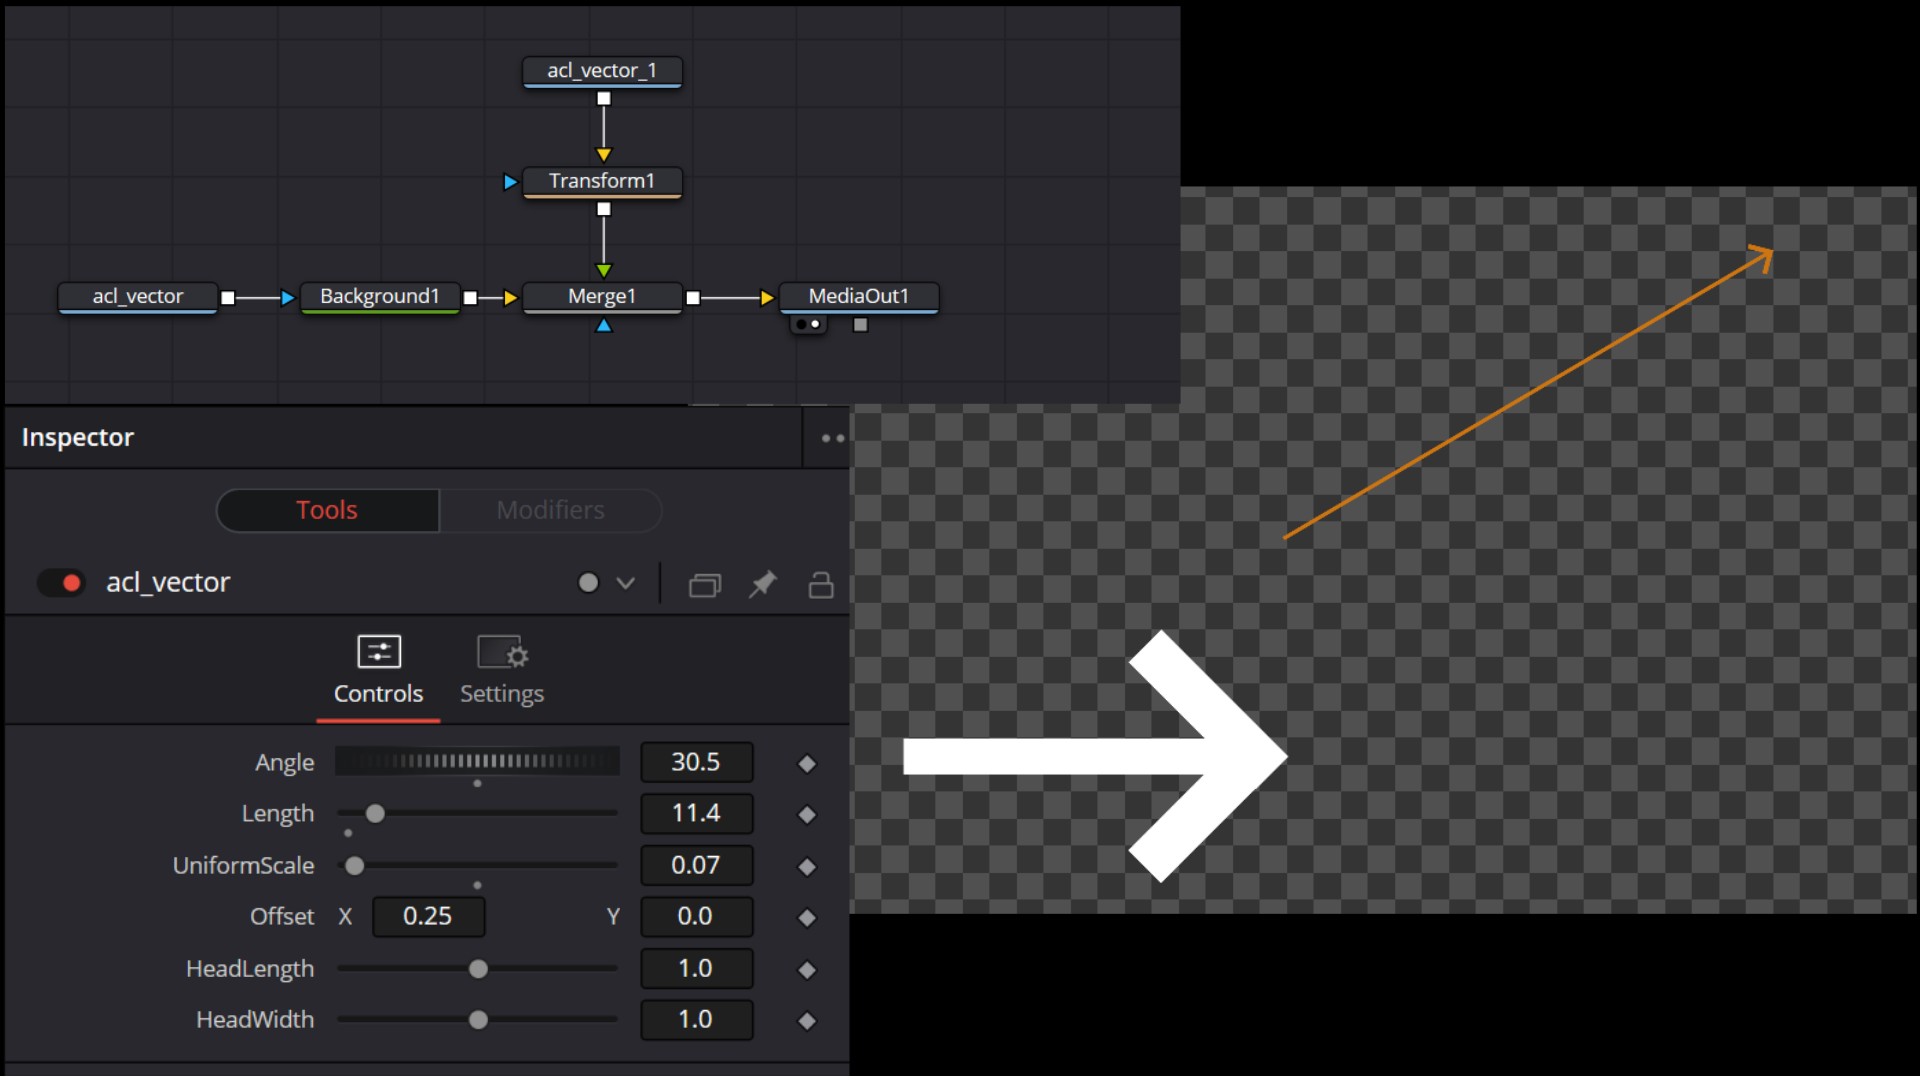 acl_vector_1
Transform1
acl_vector Background1 Merge1 MediaOut1
Inspector
Tools Modifiers
acl_vector
Controls Settings
Angle 30.5
Length 11.4
UniformScale 0.07
Offset X 0.25 Y 0.0
HeadLength 1.0
HeadWidth 1.0